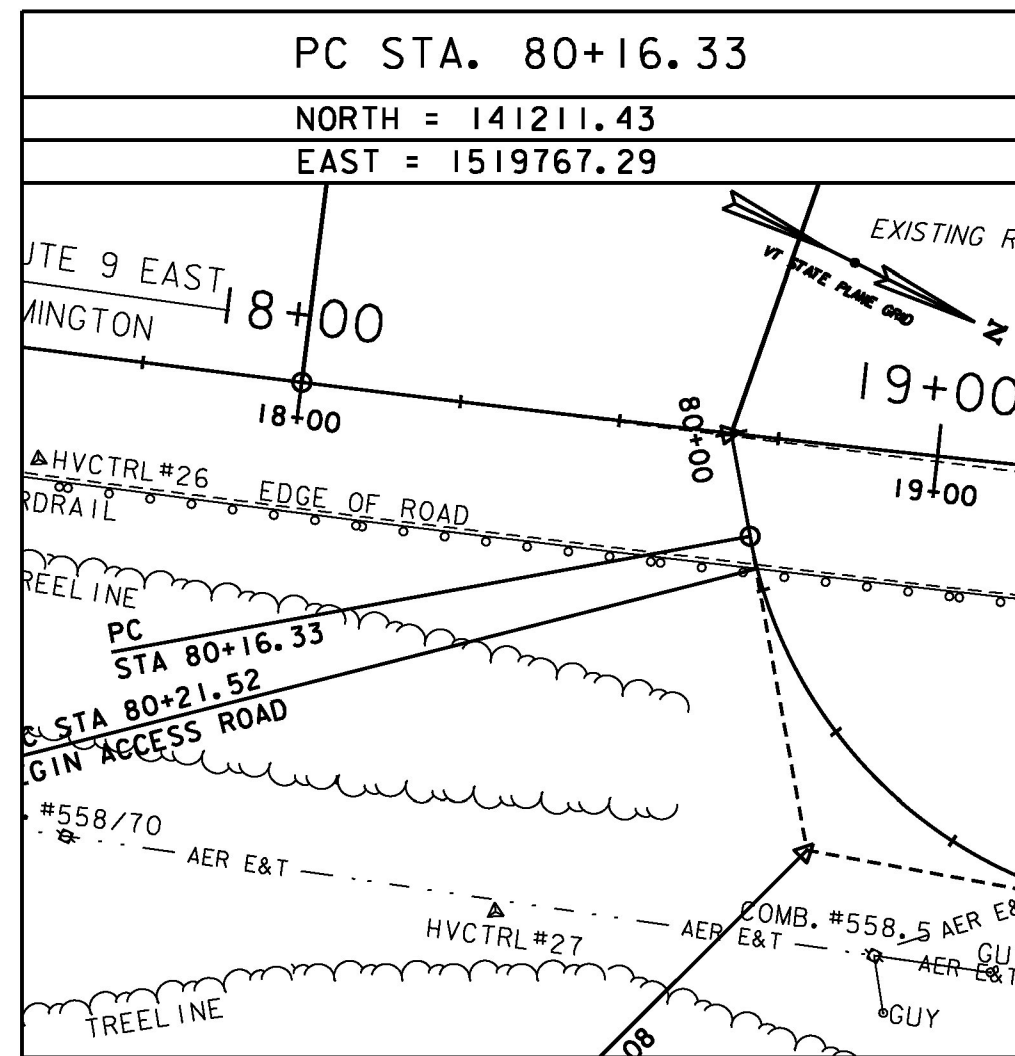 PC STA. 80+16.33
NORTH = 141211.43
EAST = 1519767.29
EXISTING R
VT STATE PLANE GRID
Z
UTE 9 EAST
MINGTON
18+00
18+00
80+00
19+00
19+00
HVCTRL #26
EDGE OF ROAD
RDRAIL
REELINE
PC
STA 80+16.33
C STA 80+21.52
GIN ACCESS ROAD
. #558/70
AER E&T
HVCTRL #27
COMB. #558.5
AER E&T
AER E&
GU
AER E&T
GUY
TREELINE
08